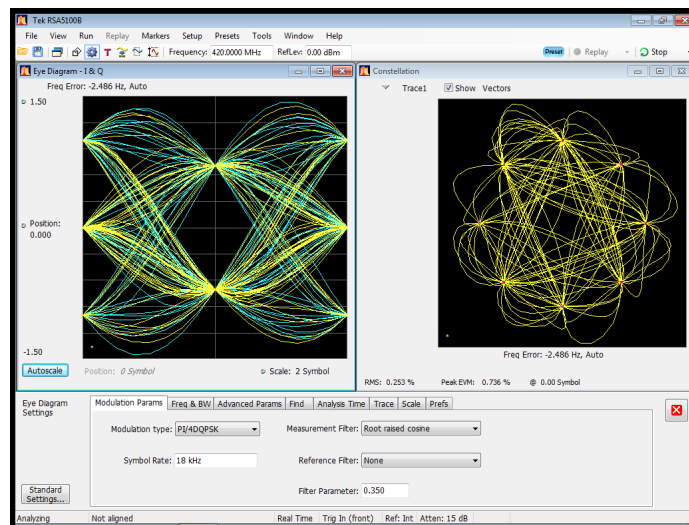 Tek RSA5100B
File View Run Replay Markers Setup Presets Tools Window Help
Frequency: 420.0000 MHz RefLev: 0.00 dBm Preset Replay Stop
Eye Diagram - I & Q
Freq Error: -2.486 Hz, Auto
1.50
Position:
0.000
-1.50
Autoscale Position: 0 Symbol Scale: 2 Symbol
Constellation
Trace1 Show Vectors
Freq Error: -2.486 Hz, Auto
RMS: 0.253 % Peak EVM: 0.736 % @ 0.00 Symbol
Eye Diagram
Settings
Modulation Params Freq & BW Advanced Params Find Analysis Time Trace Scale Prefs
Modulation type: PI/4DQPSK Measurement Filter: Root raised cosine
Symbol Rate: 18 kHz Reference Filter: None
Filter Parameter: 0.350
Standard
Settings...
Analyzing Not aligned Real Time Trig In (front) Ref: Int Atten: 15 dB